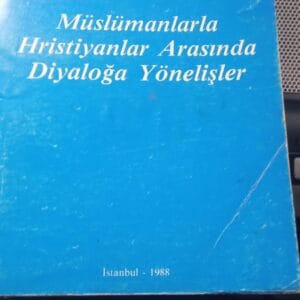 Müslümanlarla
Hristiyanlar Arasında
Diyaloğa Yönelişler
İstanbul - 1988